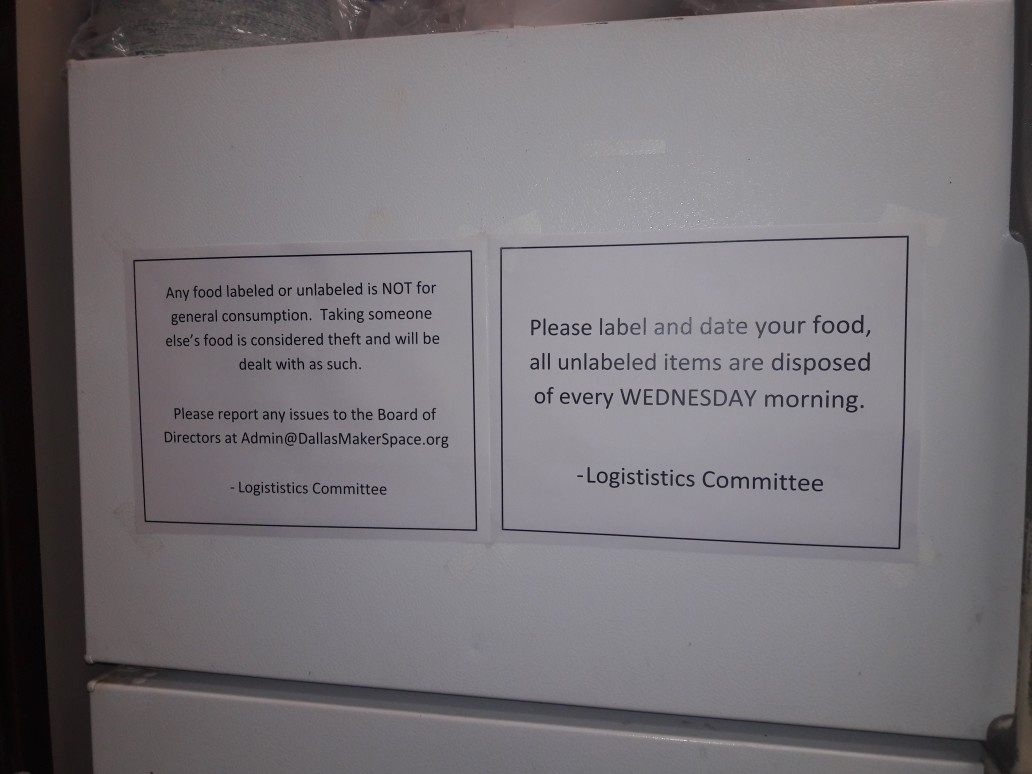 Any food labeled or unlabeled is NOT for
general consumption. Taking someone
else's food is considered theft and will be
dealt with as such.
Please report any issues to the Board of
Directors at Admin@DallasMakerSpace.org
- Logististics Committee
Please label and date your food,
all unlabeled items are disposed
of every WEDNESDAY morning.
-Logististics Committee